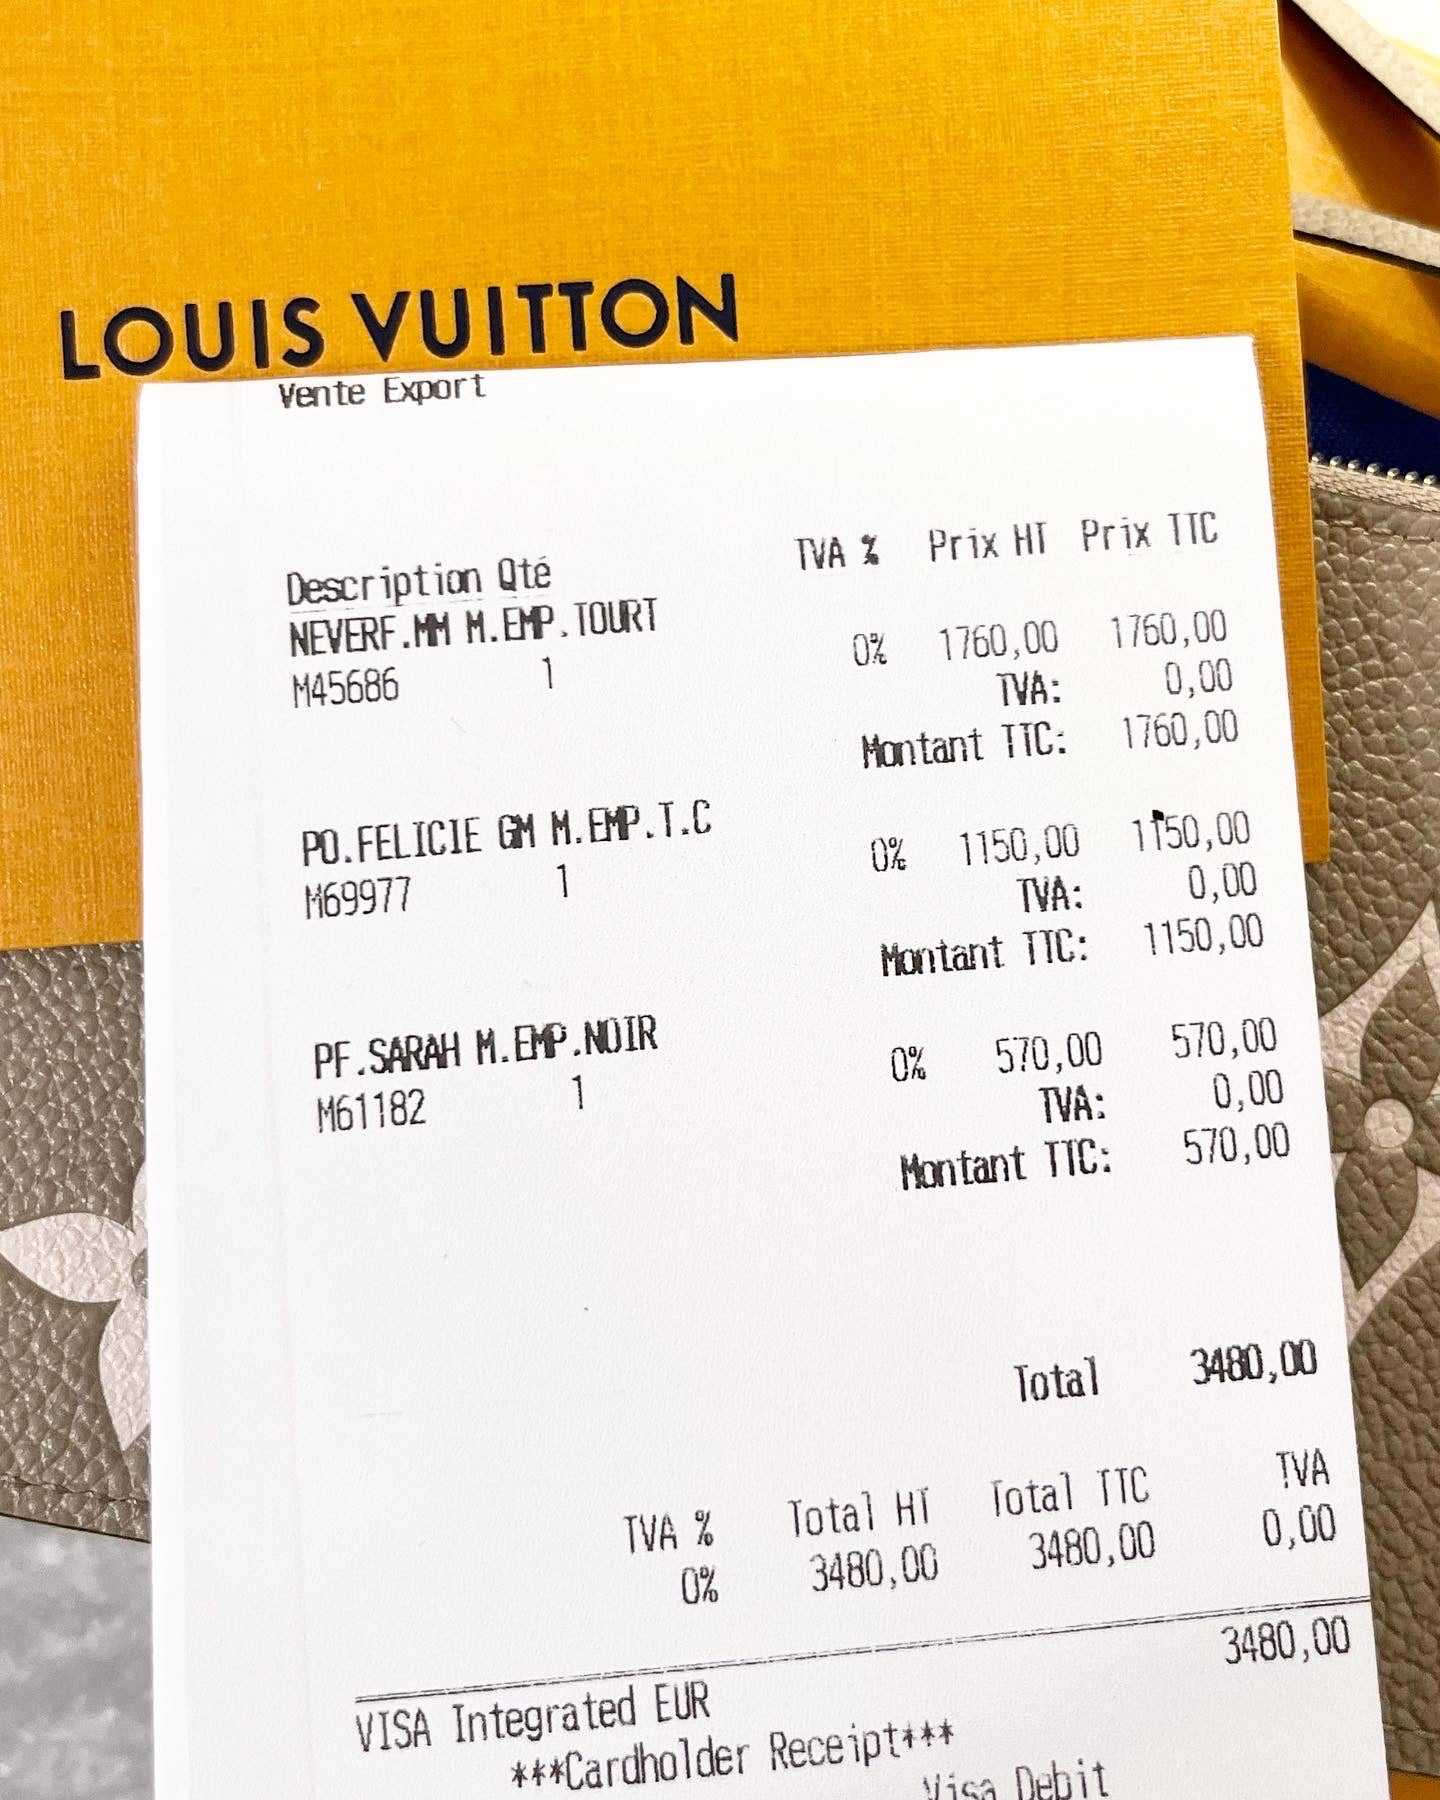 LOUIS VUITTON
Vente Export
Description Qté TVA % Prix HT Prix TTC
NEVERF.MM M.EMP.TOURT
M45686 1 0% 1760,00 1760,00
TVA: 0,00
Montant TTC: 1760,00
PO.FELICIE GM M.EMP.T.C
M69977 1 0% 1150,00 1150,00
TVA: 0,00
Montant TTC: 1150,00
PF.SARAH M.EMP.NOIR
M61182 1 0% 570,00 570,00
TVA: 0,00
Montant TTC: 570,00
Total 3480,00
TVA % Total HT Total TTC TVA
0% 3480,00 3480,00 0,00
3480,00
VISA Integrated EUR
***Cardholder Receipt***
Visa Debit